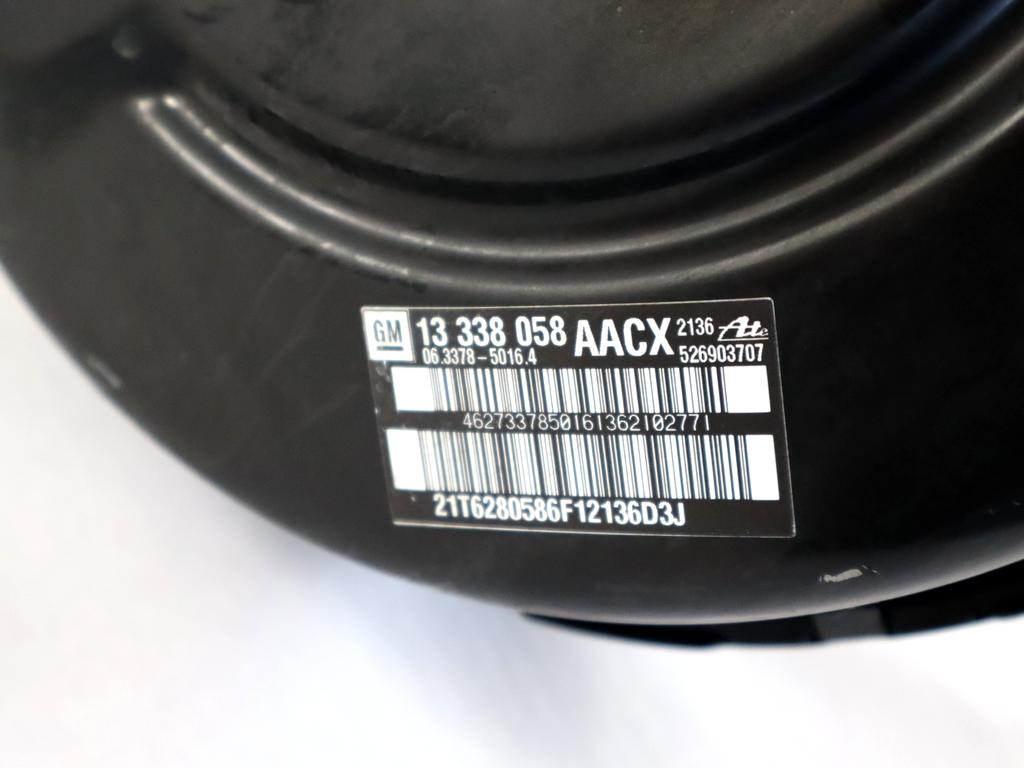 GM 13 338 058 AACX 2136 Ate
06.3378-5016.4 526903707
4627337850161362102771
21T6280586F12136D3J